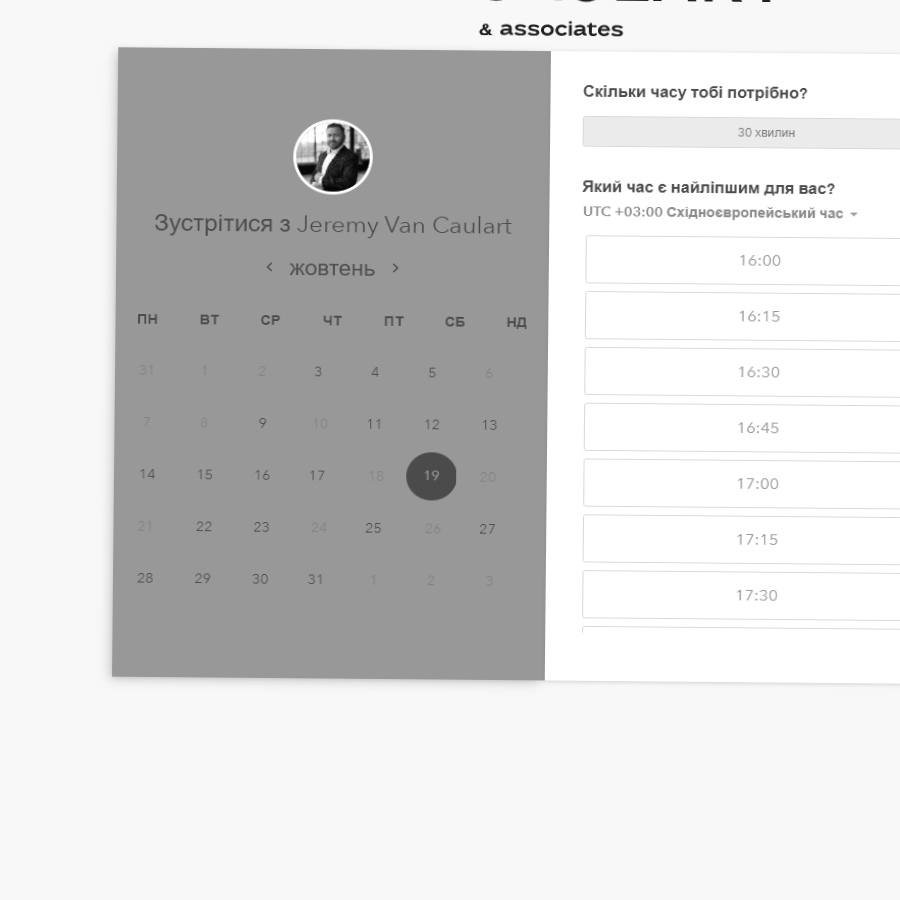 & associates
Зустрітися з Jeremy Van Caulart
жовтень
ПН ВТ СР ЧТ ПТ СБ НД
31 1 2 3 4 5 6
7 8 9 10 11 12 13
14 15 16 17 18 19 20
21 22 23 24 25 26 27
28 29 30 31 1 2 3
Скільки часу тобі потрібно?
30 хвилин
Який час є найліпшим для вас?
UTC +03:00 Східноєвропейський час
16:00
16:15
16:30
16:45
17:00
17:15
17:30